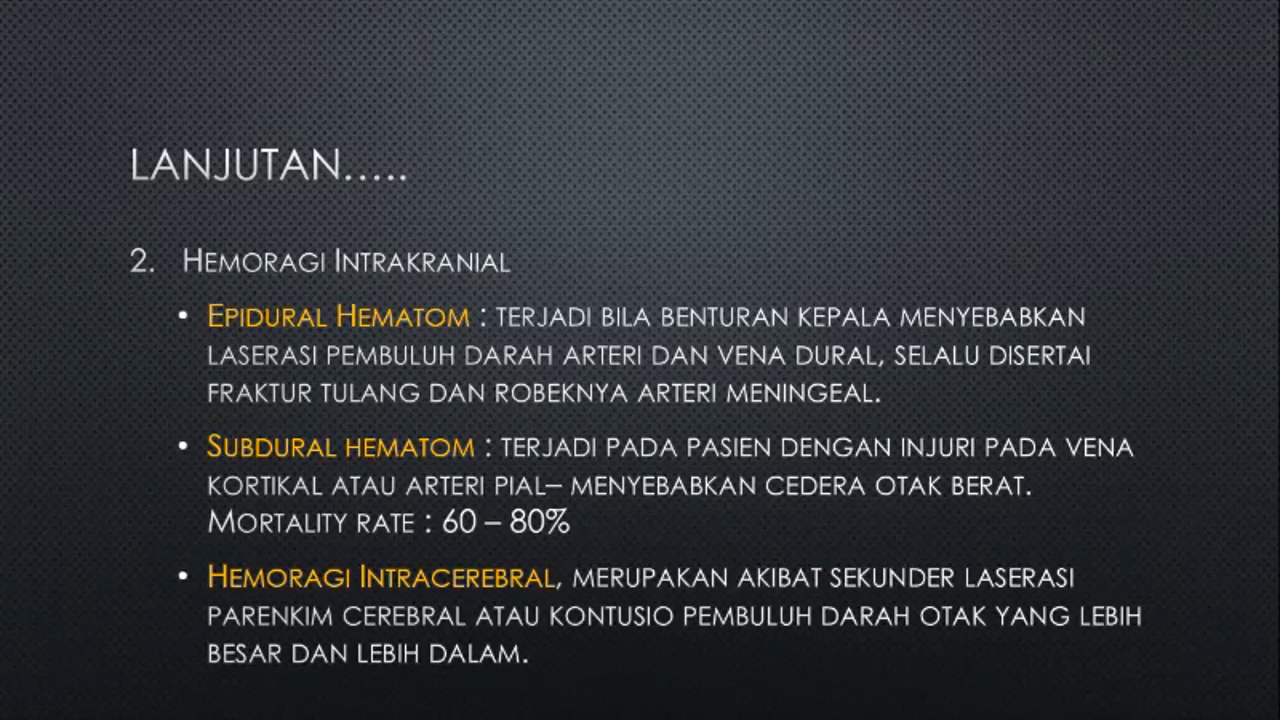 LANJUTAN.....
2. HEMORAGI INTRAKRANIAL
• EPIDURAL HEMATOM : TERJADI BILA BENTURAN KEPALA MENYEBABKAN
LASERASI PEMBULUH DARAH ARTERI DAN VENA DURAL, SELALU DISERTAI
FRAKTUR TULANG DAN ROBEKNYA ARTERI MENINGEAL.
• SUBDURAL HEMATOM : TERJADI PADA PASIEN DENGAN INJURI PADA VENA
KORTIKAL ATAU ARTERI PIAL– MENYEBABKAN CEDERA OTAK BERAT.
MORTALITY RATE : 60 – 80%
• HEMORAGI INTRACEREBRAL, MERUPAKAN AKIBAT SEKUNDER LASERASI
PARENKIM CEREBRAL ATAU KONTUSIO PEMBULUH DARAH OTAK YANG LEBIH
BESAR DAN LEBIH DALAM.